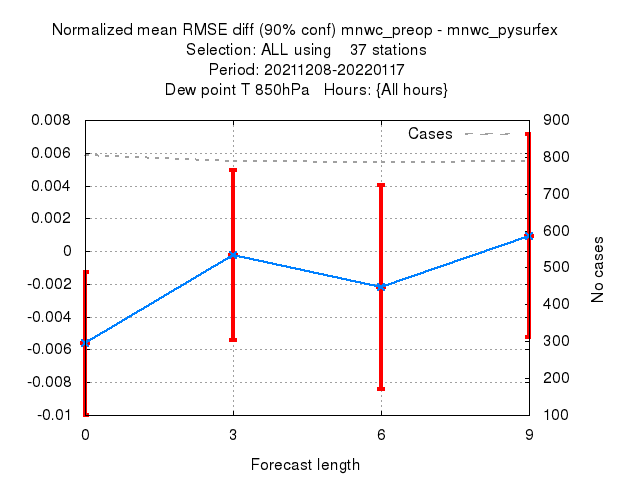 Normalized mean RMSE diff (90% conf) mnwc_preop - mnwc_pysurfex
Selection: ALL using 37 stations
Period: 20211208-20220117
Dew point T 850hPa Hours: {All hours}
Cases
0.008
0.006
0.004
0.002
0
-0.002
-0.004
-0.006
-0.008
-0.01
900
800
700
600
500
400
300
200
100
No cases
0 3 6 9
Forecast length